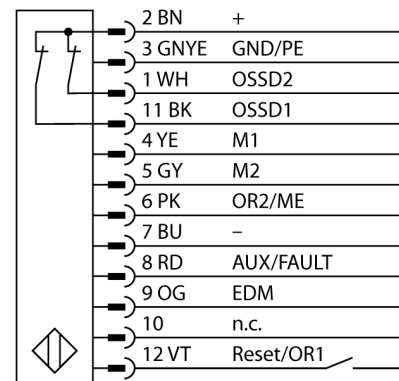 2 BN +
3 GNYE GND/PE
1 WH OSSD2
11 BK OSSD1
4 YE M1
5 GY M2
6 PK OR2/ME
7 BU –
8 RD AUX/FAULT
9 OG EDM
10 n.c.
12 VT Reset/OR1